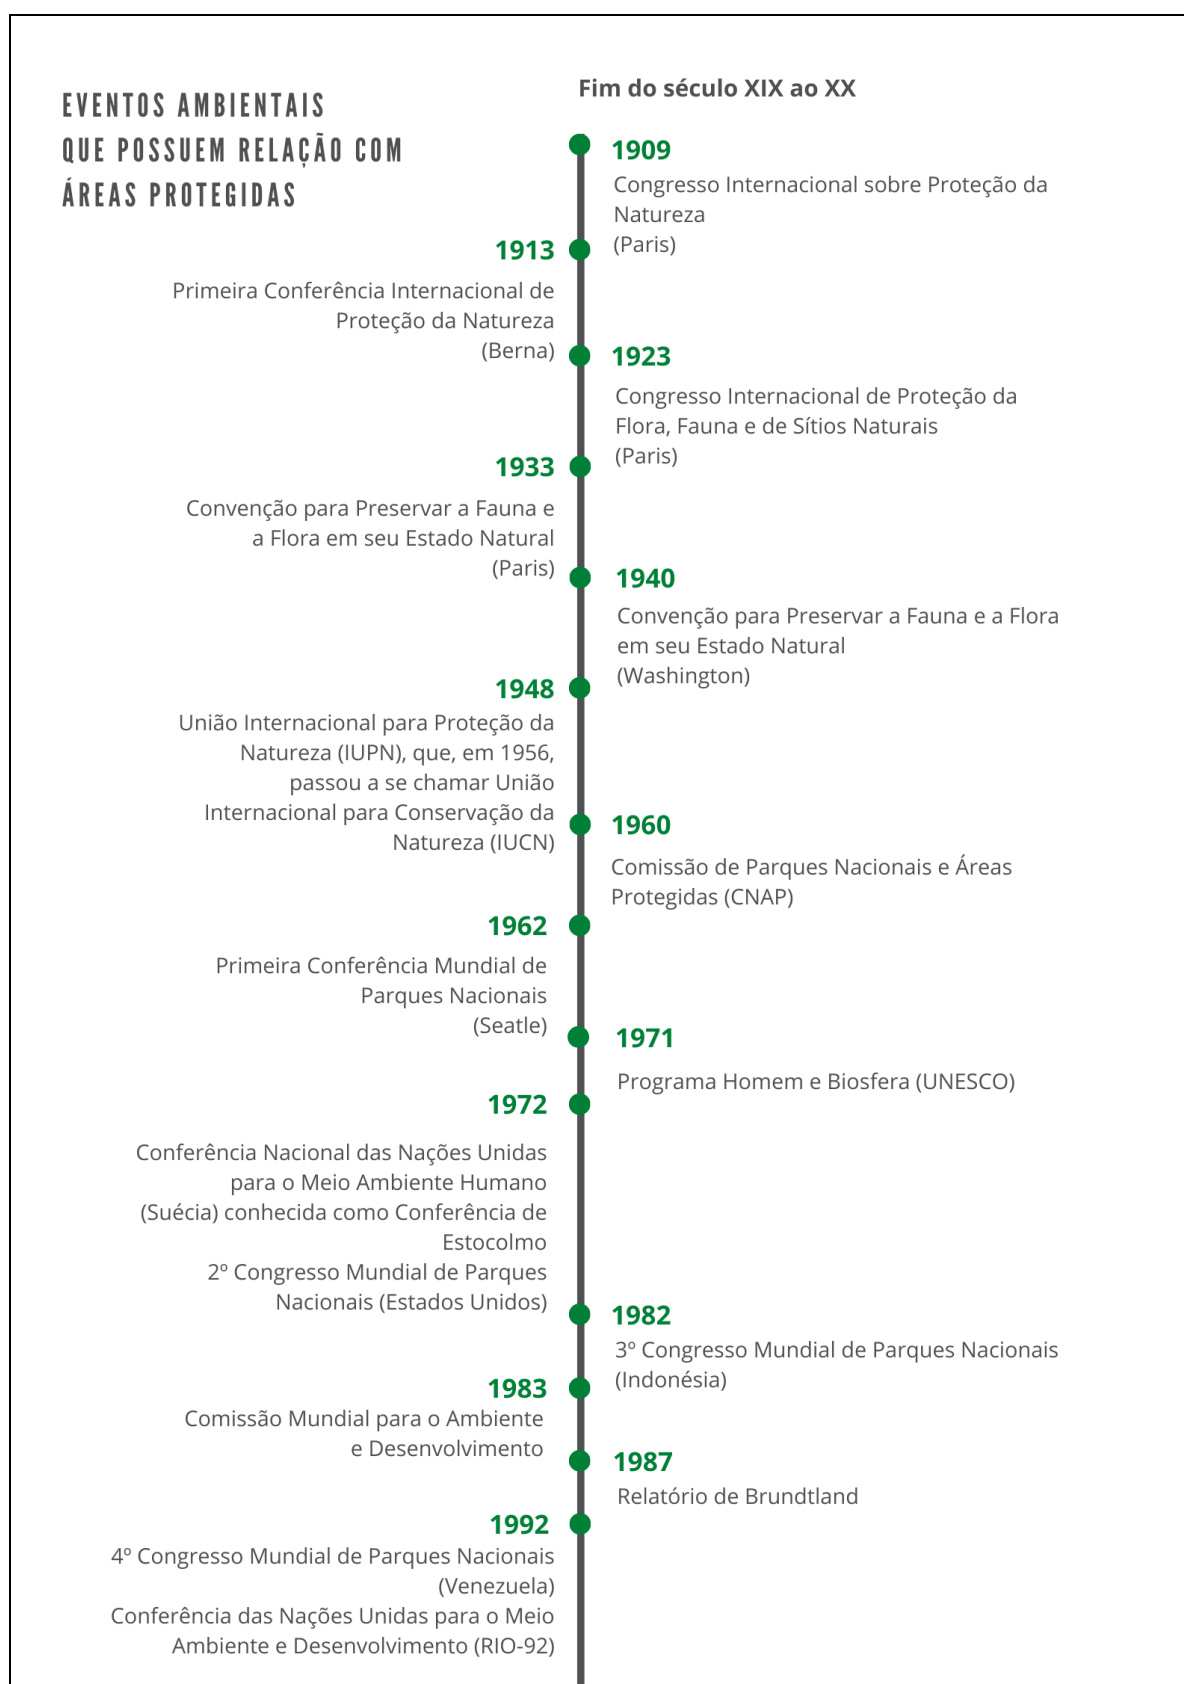 EVENTOS AMBIENTAIS
QUE POSSUEM RELAÇÃO COM
ÁREAS PROTEGIDAS
Fim do século XIX ao XX
1909
Congresso Internacional sobre Proteção da
Natureza
(Paris)
1913
Primeira Conferência Internacional de
Proteção da Natureza
(Berna)
1923
Congresso Internacional de Proteção da
Flora, Fauna e de Sítios Naturais
(Paris)
1933
Convenção para Preservar a Fauna e
a Flora em seu Estado Natural
(Paris)
1940
Convenção para Preservar a Fauna e a Flora
em seu Estado Natural
(Washington)
1948
União Internacional para Proteção da
Natureza (IUPN), que, em 1956,
passou a se chamar União
Internacional para Conservação da
Natureza (IUCN)
1960
Comissão de Parques Nacionais e Áreas
Protegidas (CNAP)
1962
Primeira Conferência Mundial de
Parques Nacionais
(Seatle)
1971
Programa Homem e Biosfera (UNESCO)
1972
Conferência Nacional das Nações Unidas
para o Meio Ambiente Humano
(Suécia) conhecida como Conferência de
Estocolmo
2º Congresso Mundial de Parques
Nacionais (Estados Unidos)
1982
3º Congresso Mundial de Parques Nacionais
(Indonésia)
1983
Comissão Mundial para o Ambiente
e Desenvolvimento
1987
Relatório de Brundtland
1992
4º Congresso Mundial de Parques Nacionais
(Venezuela)
Conferência das Nações Unidas para o Meio
Ambiente e Desenvolvimento (RIO-92)